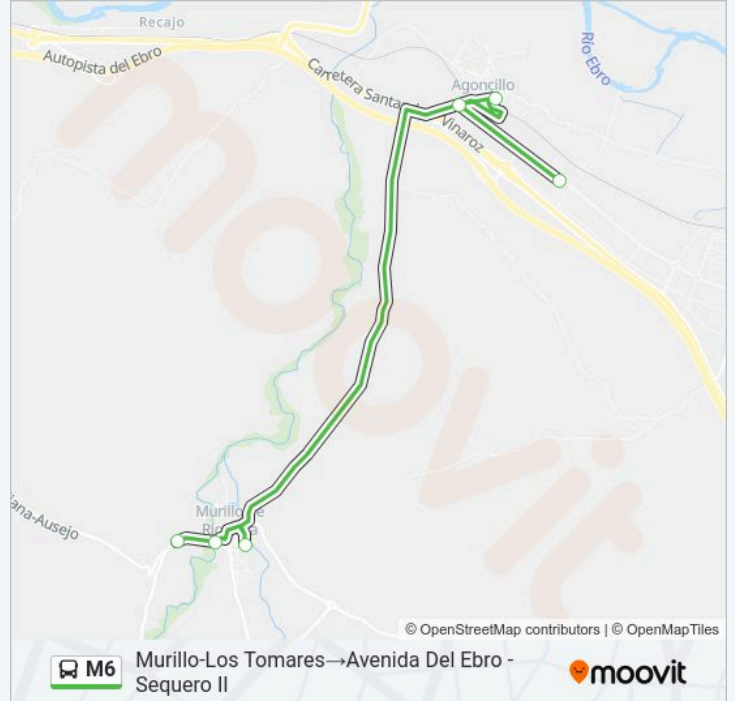 Recajo
Autopista del Ebro
Río Ebro
Agoncillo
Carretera Santa
Vinaroz
moovit
Murillo
-Ausejo
© OpenStreetMap contributors | © OpenMapTiles
M6
Murillo-Los Tomares→Avenida Del Ebro -
Sequero II
moovit